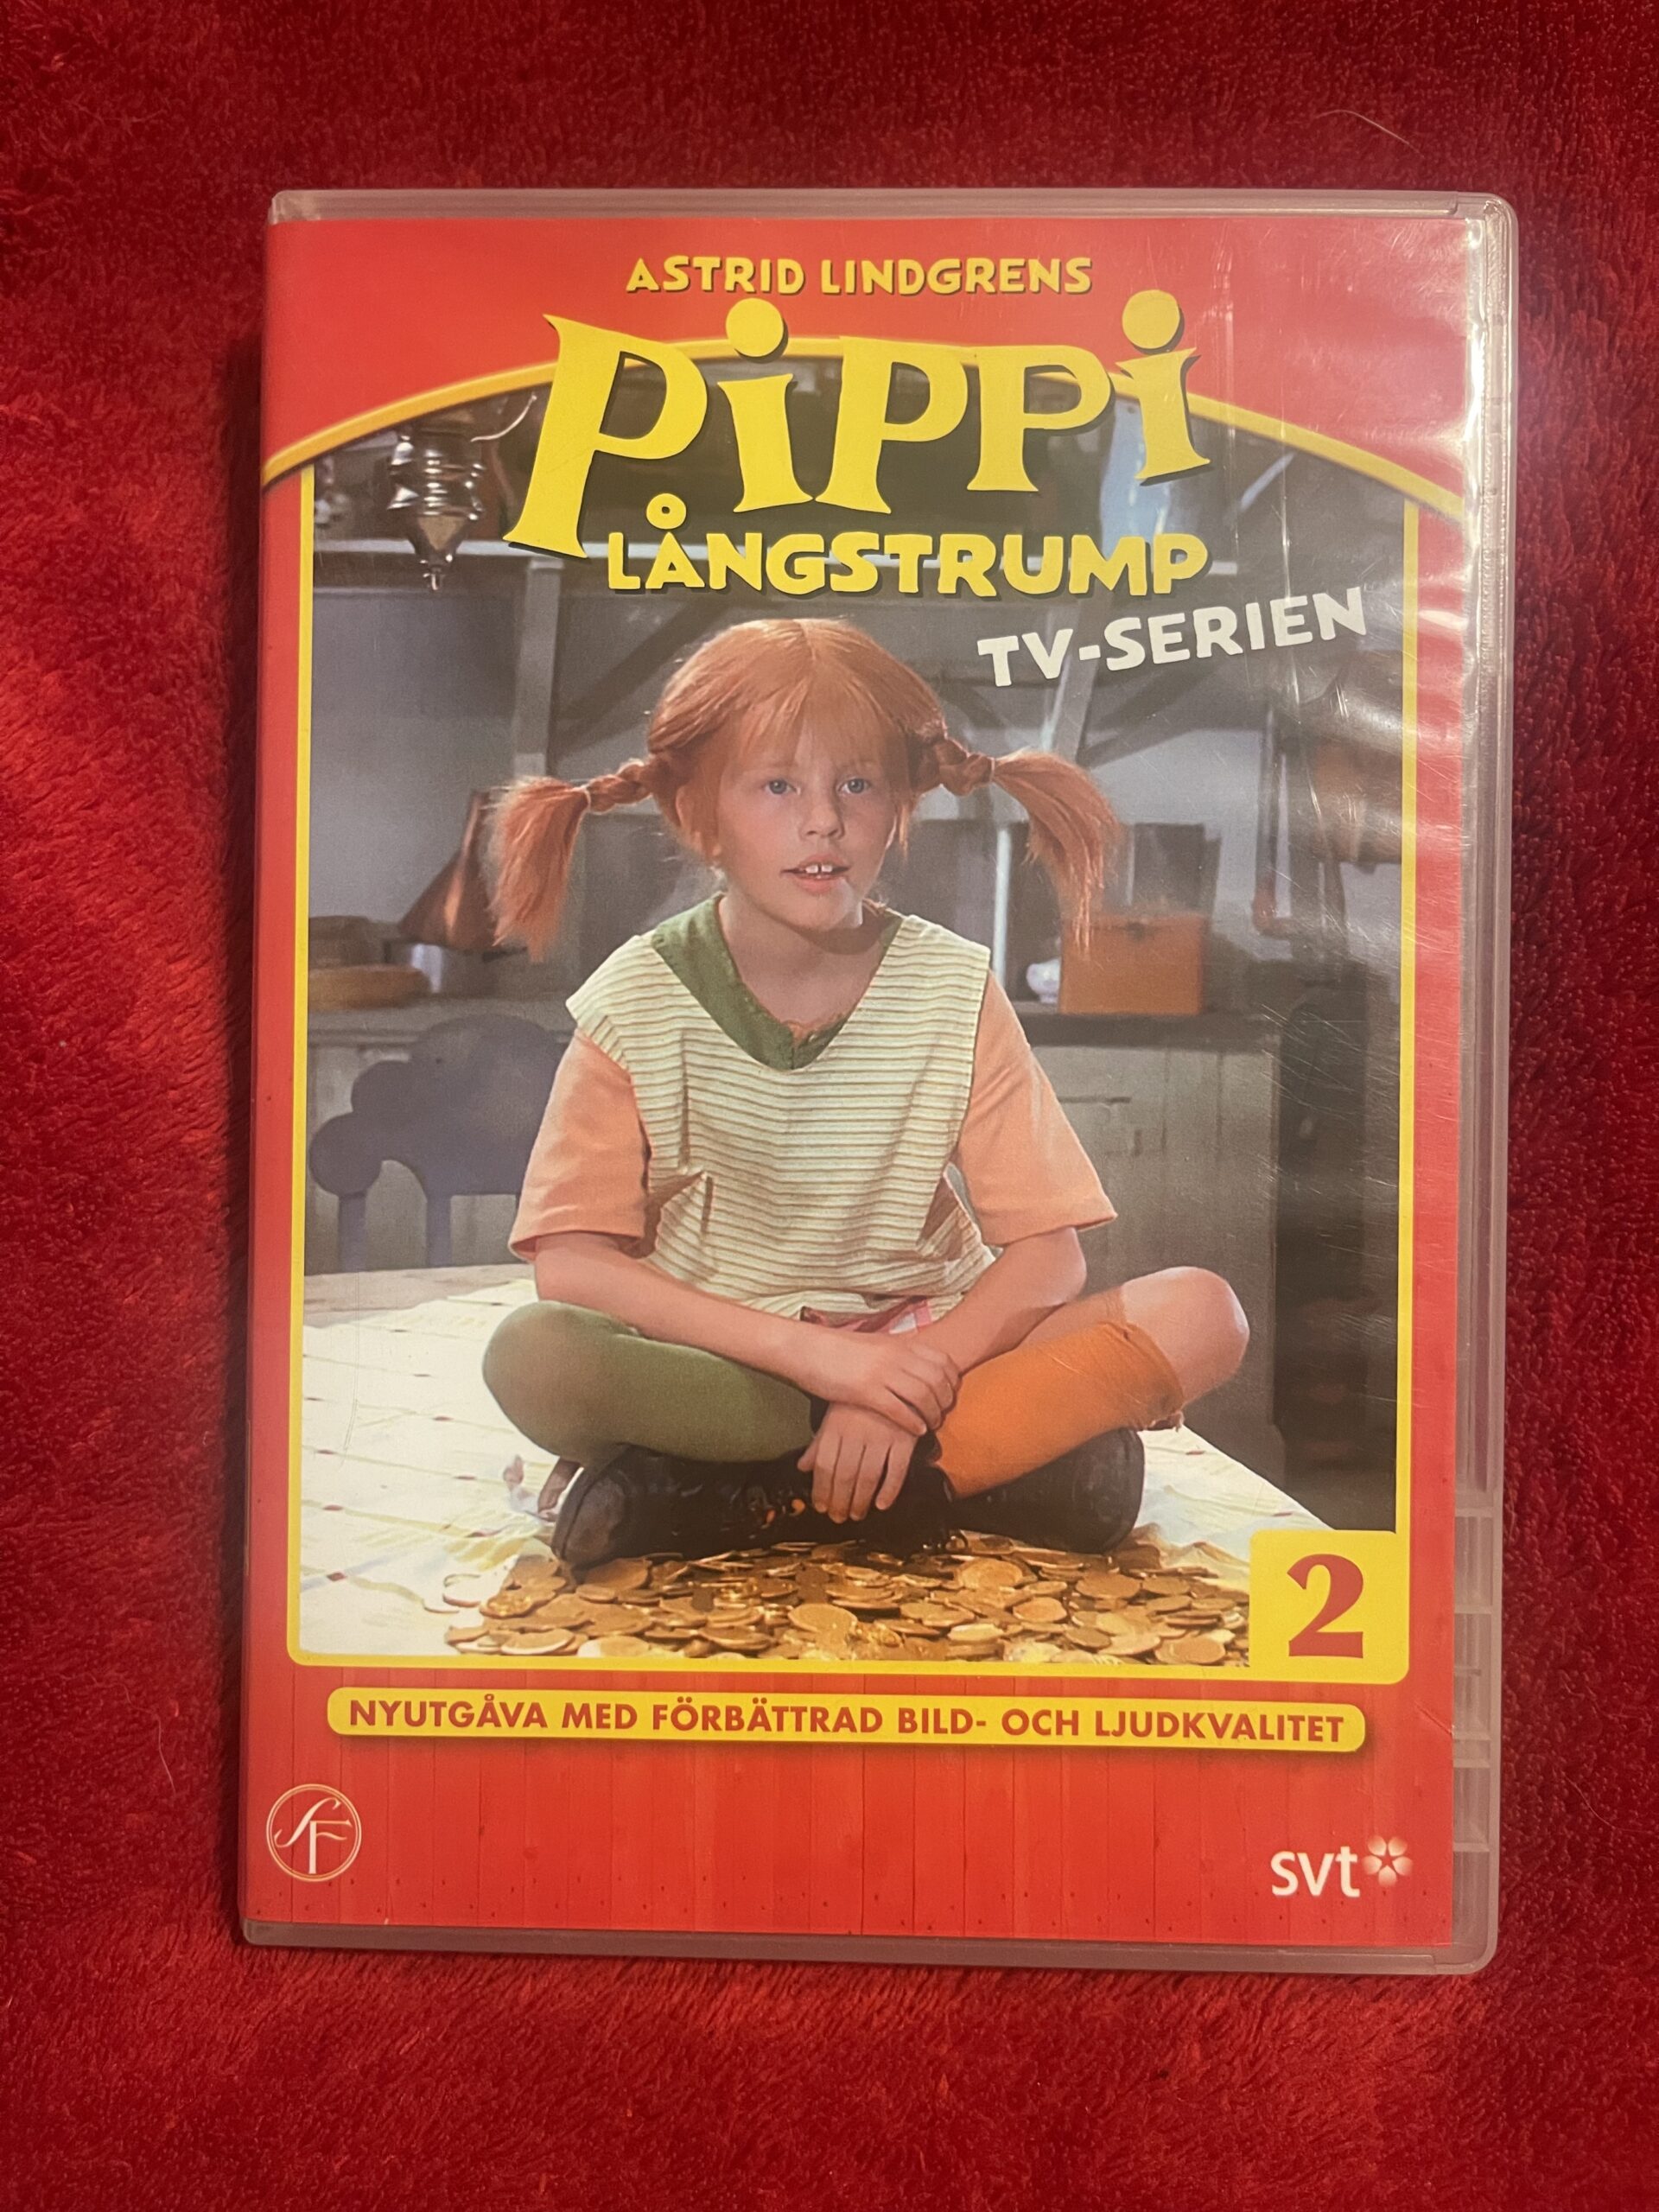 ASTRID LINDGRENS
PIPPI
LÅNGSTRUMP
TV-SERIEN
2
NYUTGÅVA MED FÖRBÄTTRAD BILD- OCH LJUDKVALITET
SF
svt